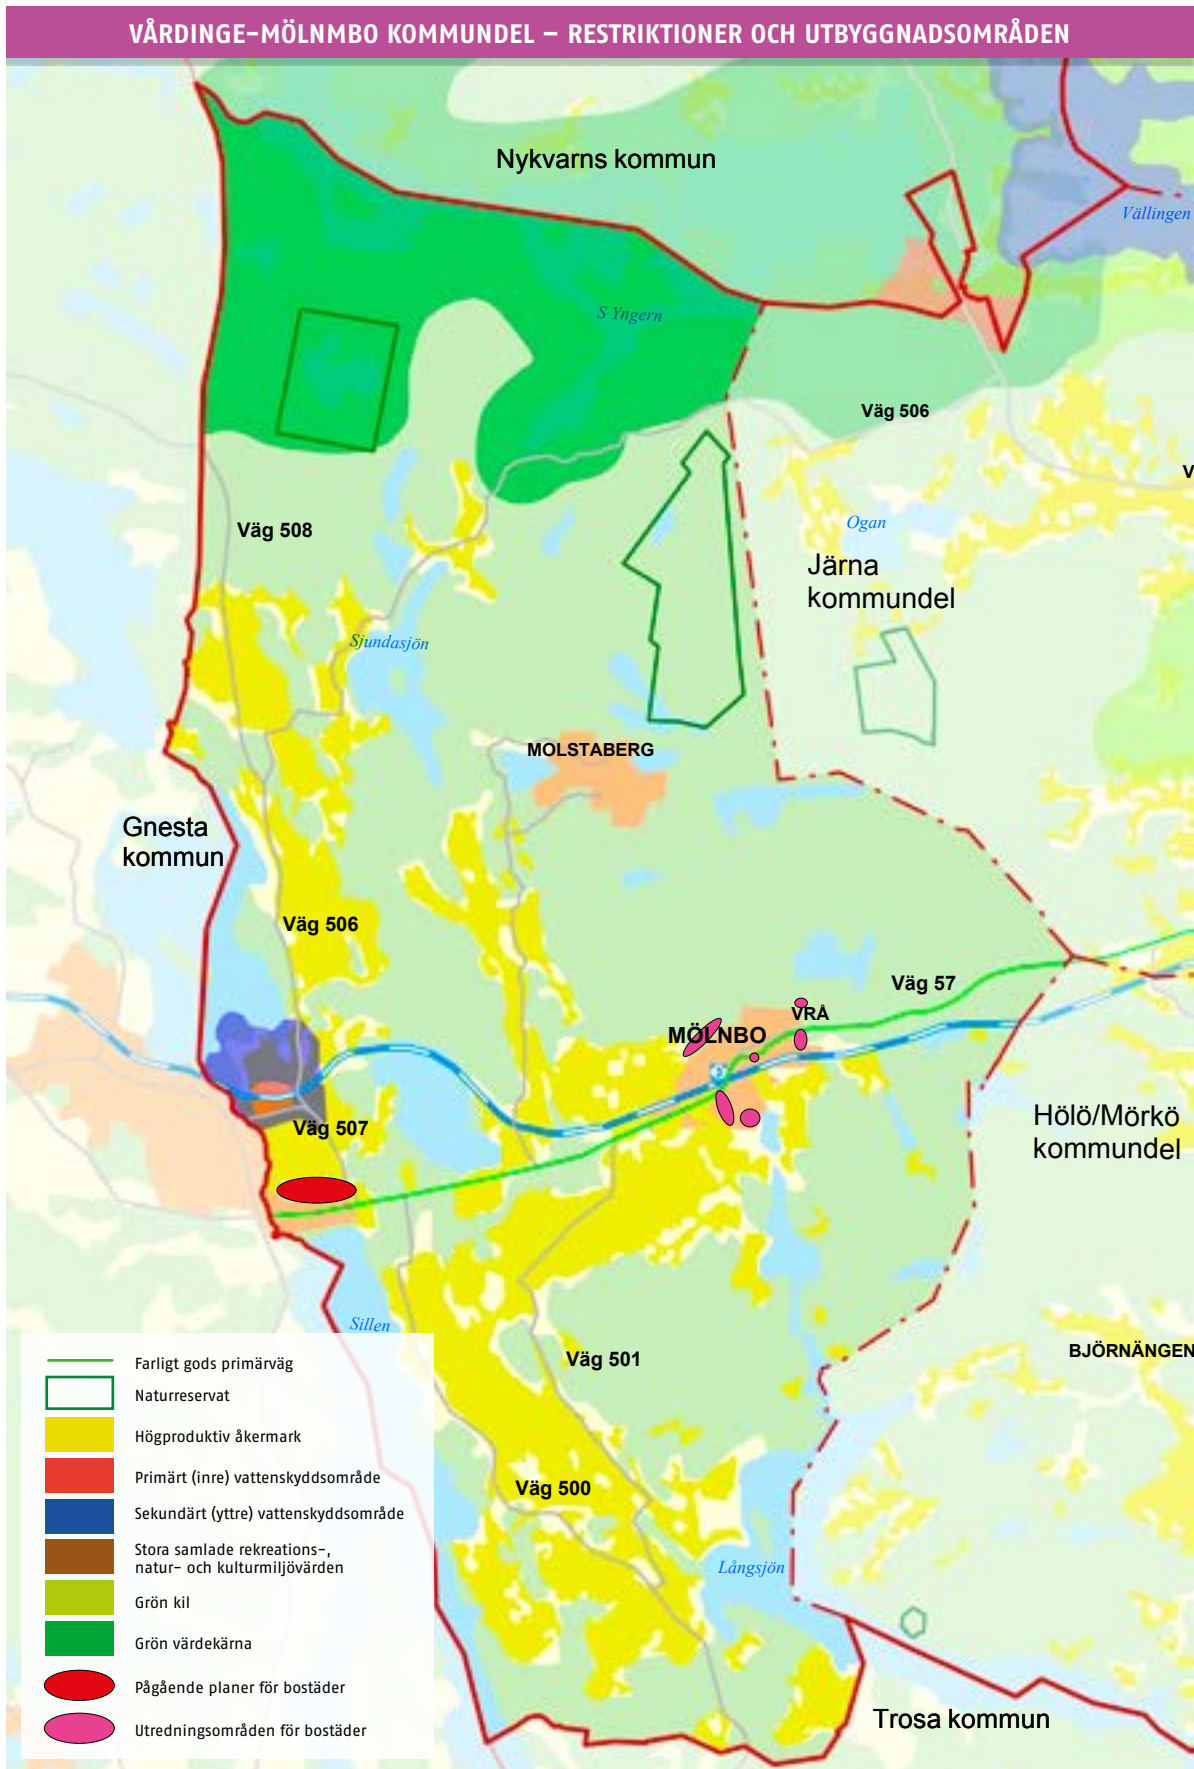 VÅRDINGE-MÖLNMBO KOMMUNDEL – RESTRIKTIONER OCH UTBYGGNADSOMRÅDEN
Nykvarns kommun
Vällingen
S Yngern
Väg 506
V
Väg 508
Ogan
Järna
kommundel
Sjundasjön
MOLSTABERG
Gnesta
kommun
Väg 506
Väg 57
VRÅ
MÖLNBO
Väg 507
Hölö/Mörkö
kommundel
Sillen
BJÖRNÄNGEN
Väg 501
Väg 500
Långsjön
Trosa kommun
Farligt gods primärväg
Naturreservat
Högproduktiv åkermark
Primärt (inre) vattenskyddsområde
Sekundärt (yttre) vattenskyddsområde
Stora samlade rekreations-,
natur- och kulturmiljövärden
Grön kil
Grön värdekärna
Pågående planer för bostäder
Utredningsområden för bostäder